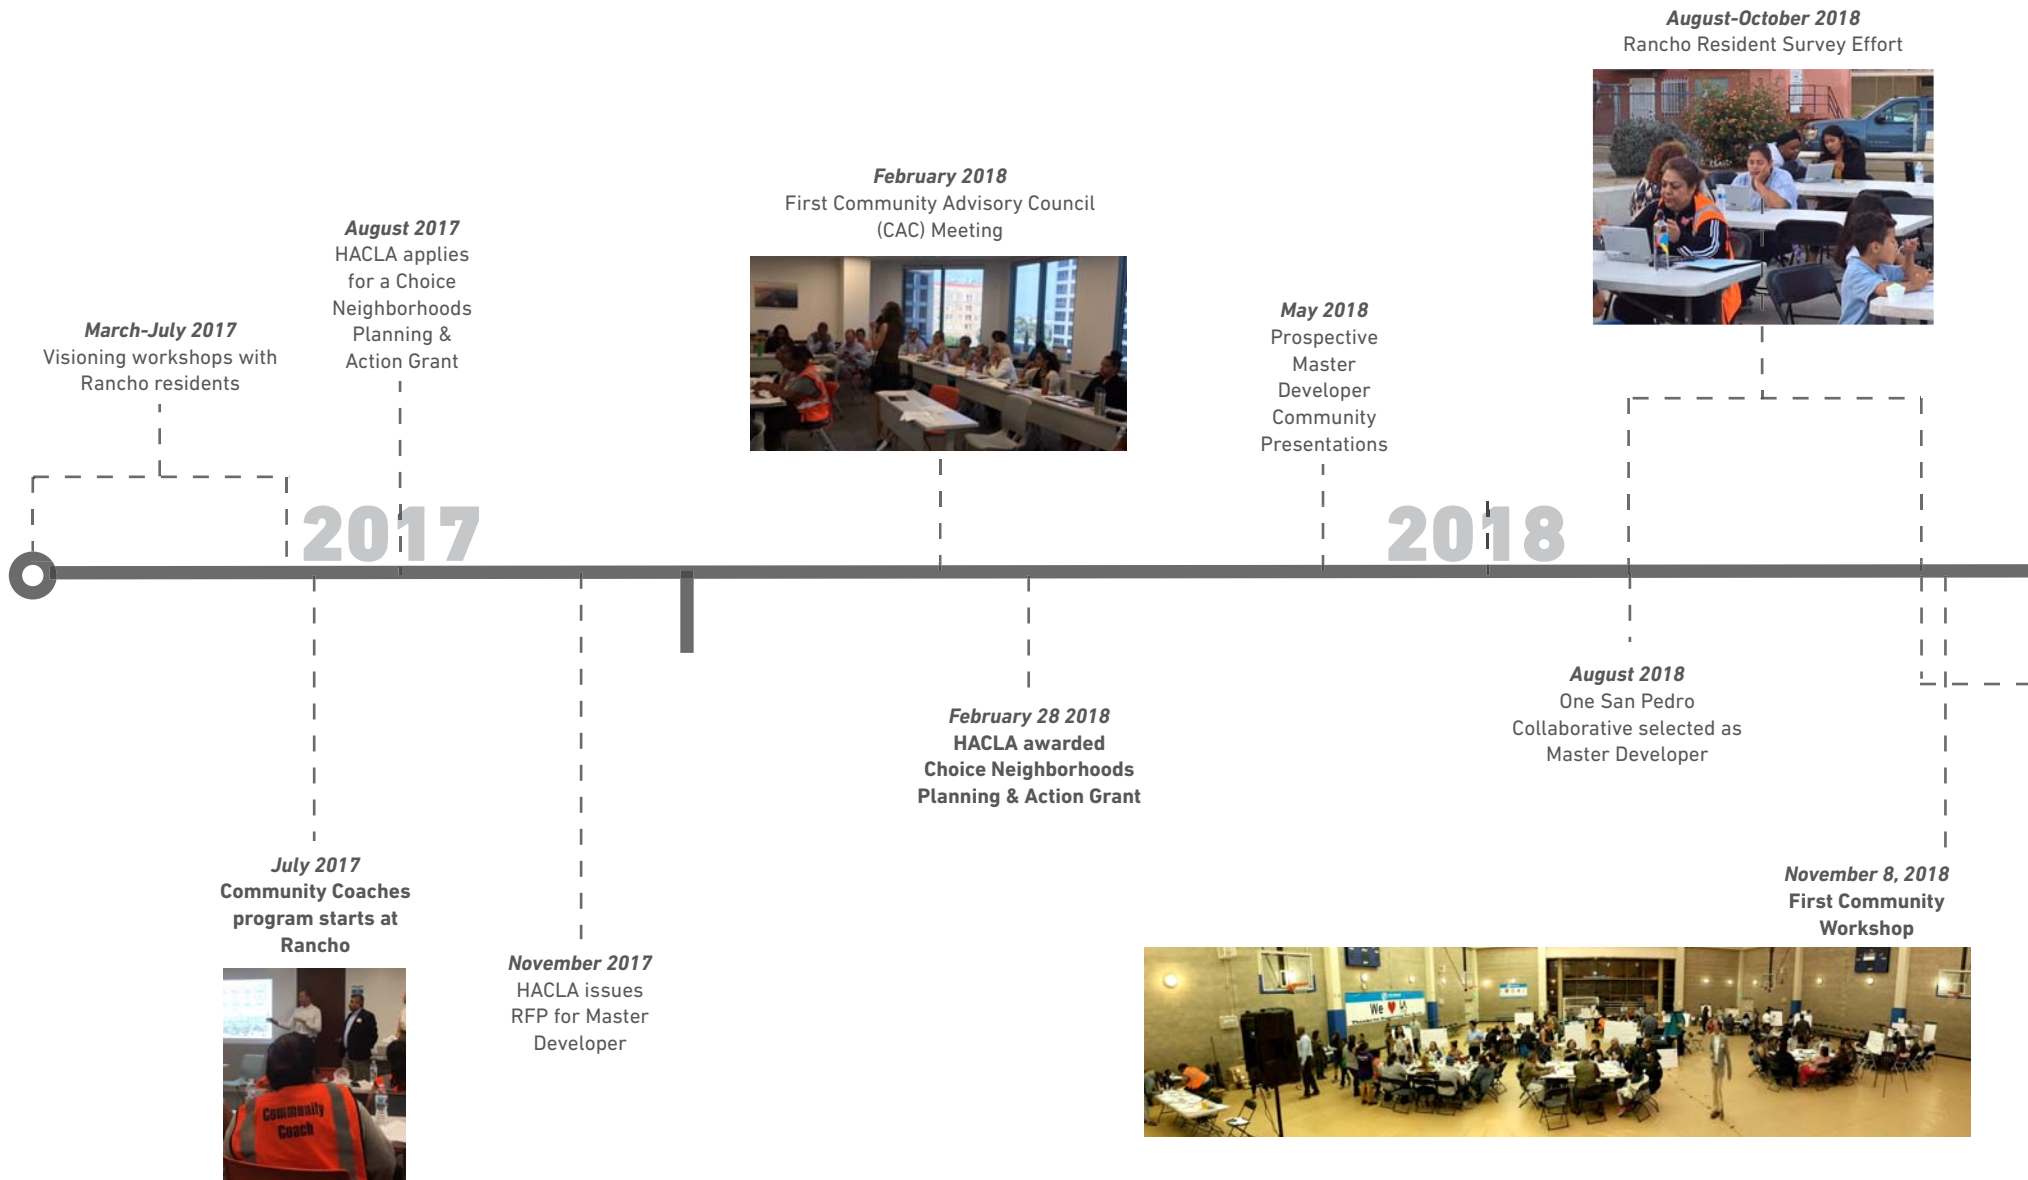 August-October 2018
Rancho Resident Survey Effort
February 2018
First Community Advisory Council
(CAC) Meeting
August 2017
HACLA applies
for a Choice
Neighborhoods
Planning &
Action Grant
May 2018
Prospective
Master
Developer
Community
Presentations
March-July 2017
Visioning workshops with
Rancho residents
2017
2018
August 2018
One San Pedro
Collaborative selected as
Master Developer
February 28 2018
HACLA awarded
Choice Neighborhoods
Planning & Action Grant
July 2017
Community Coaches
program starts at
Rancho
November 8, 2018
First Community
Workshop
November 2017
HACLA issues
RFP for Master
Developer
We ♥ LA
Community
Coach